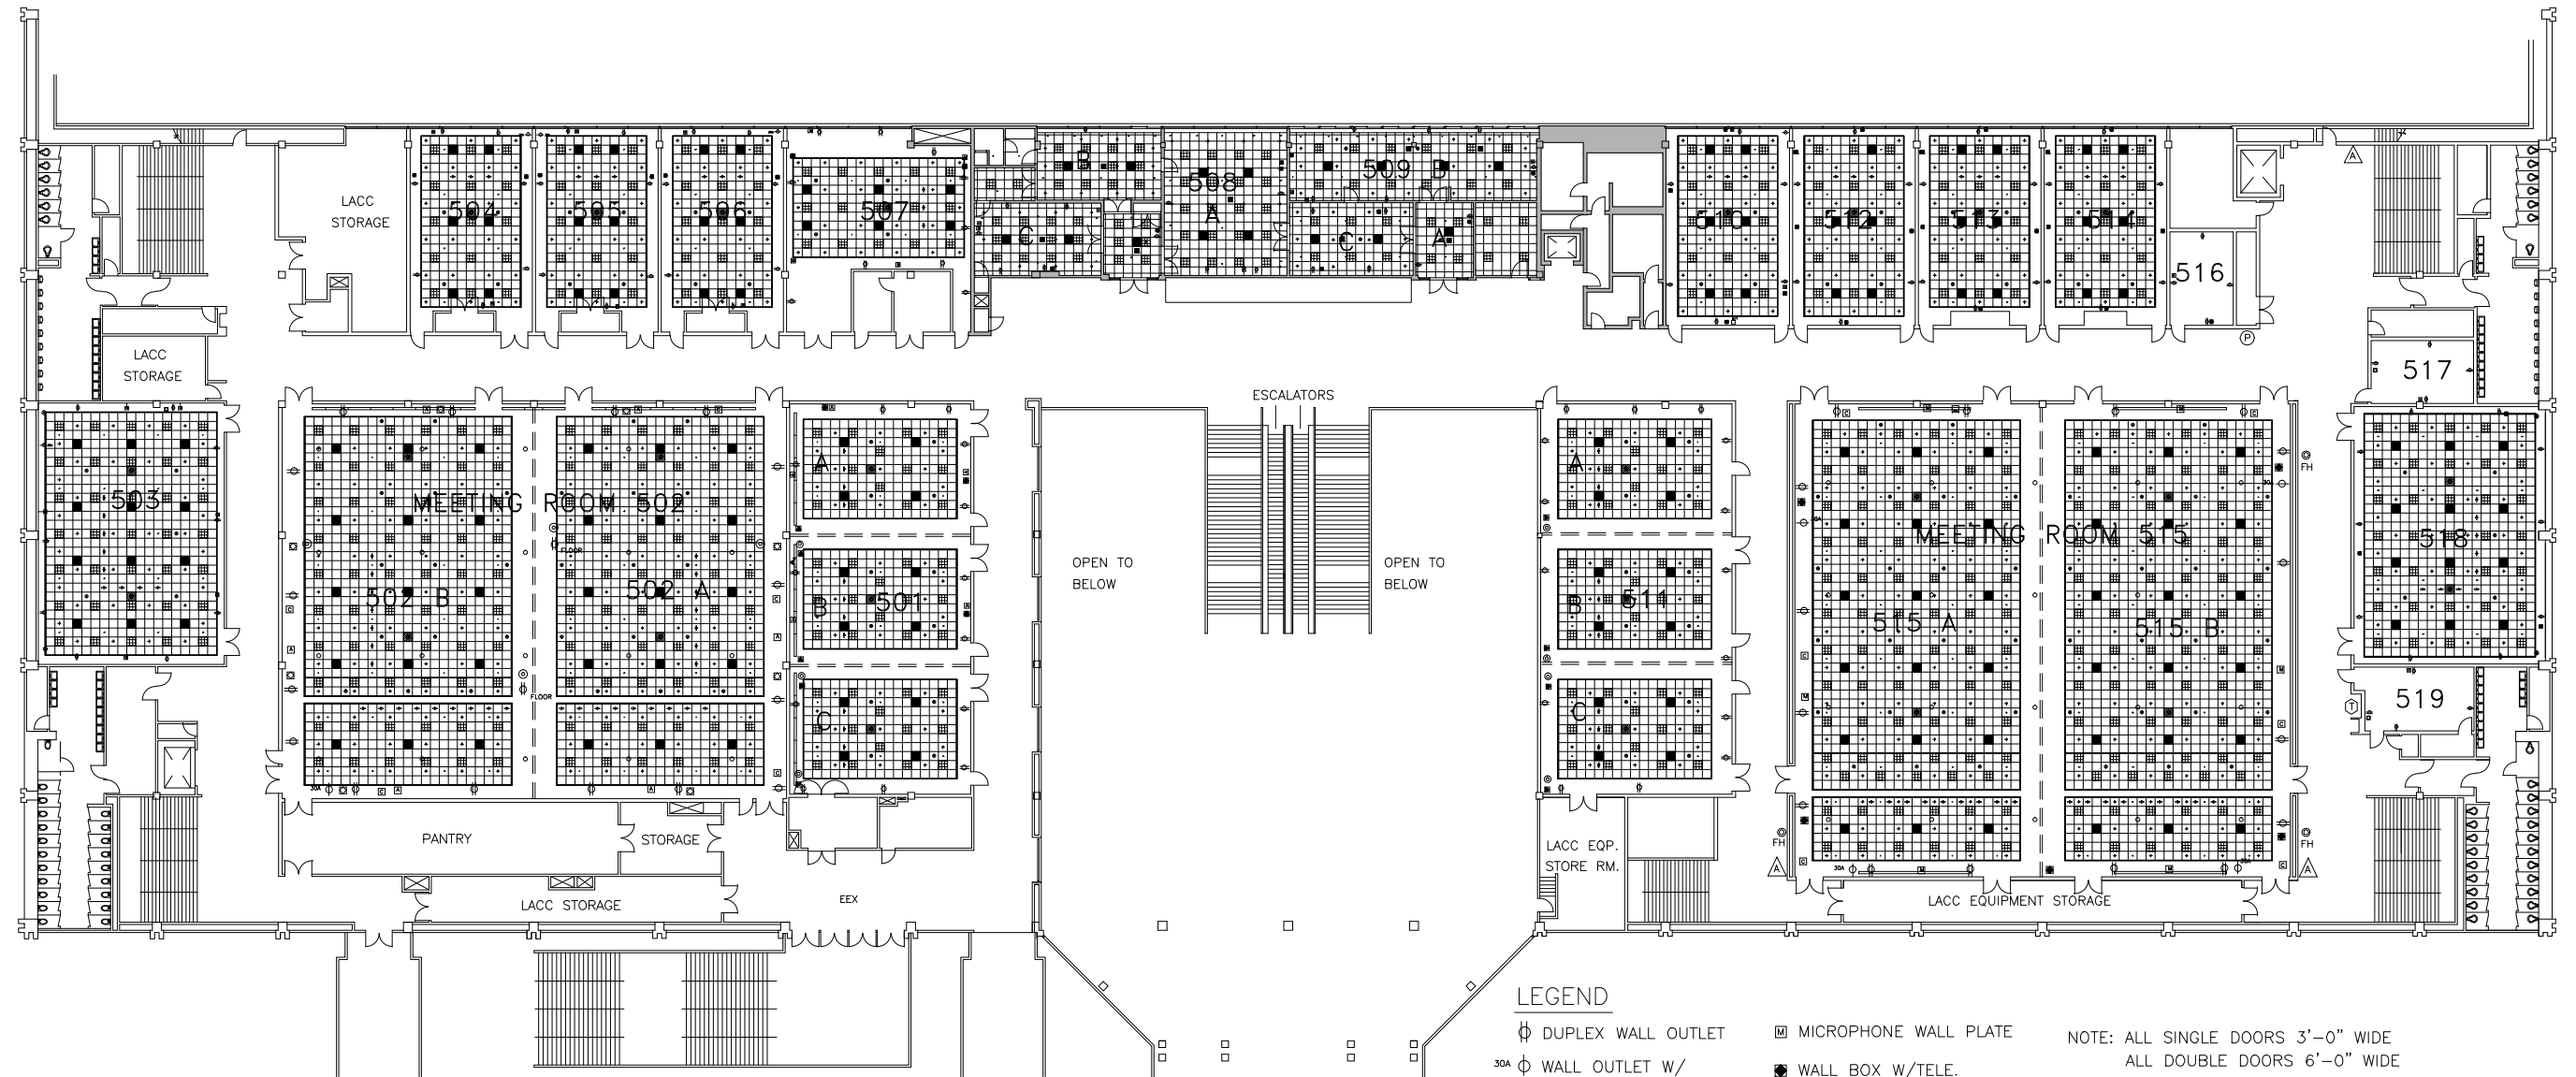 LACC
STORAGE
504
505
506
507
B
C
508
A
509 B
C
A
510
512
513
514
516
A
P
LACC
STORAGE
517
ESCALATORS
503
MEETING ROOM 502
502 B
502 A
FLOOR
FLOOR
A
B
501
C
OPEN TO
BELOW
OPEN TO
BELOW
A
B
511
C
MEETING ROOM 515
515 A
515 B
30A
30A
FH
518
519
T
30A
PANTRY
STORAGE
LACC STORAGE
EEX
LACC EQP.
STORE RM.
FH
A
FH
A
30A
30A
LACC EQUIPMENT STORAGE
LEGEND
DUPLEX WALL OUTLET
30A WALL OUTLET W/
M MICROPHONE WALL PLATE
WALL BOX W/TELE.
NOTE: ALL SINGLE DOORS 3'-0" WIDE
ALL DOUBLE DOORS 6'-0" WIDE